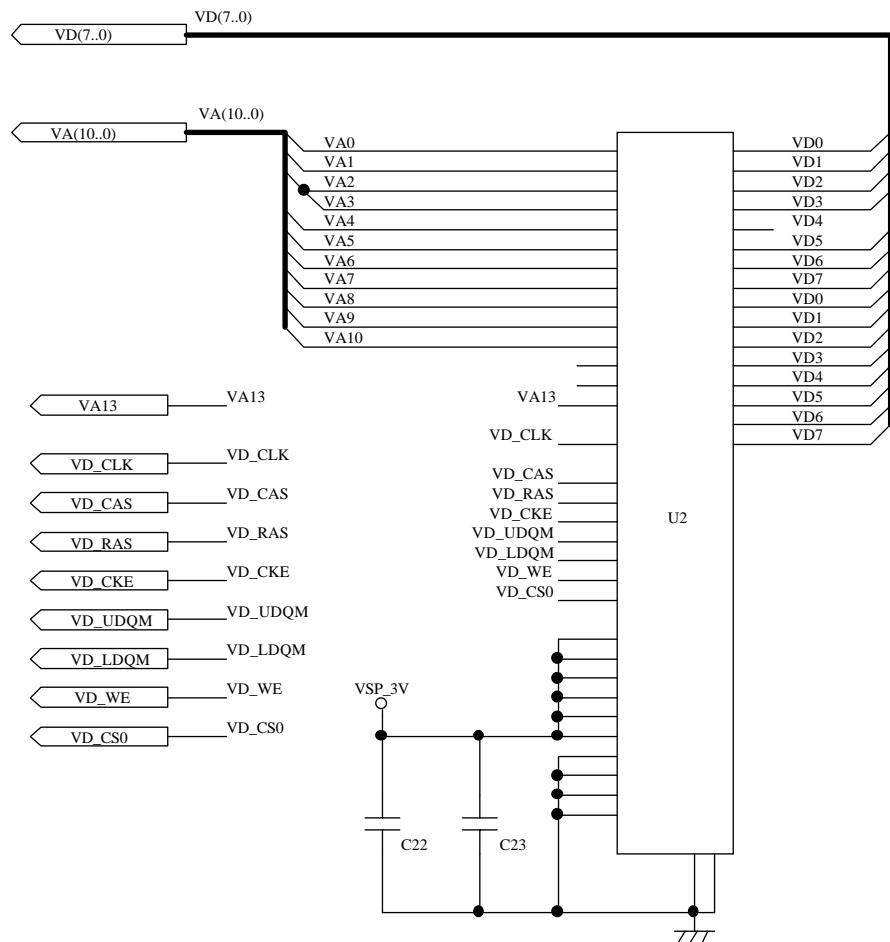 VD(7..0)
VD(7..0)
VA(10..0)
VA(10..0)
VA0
VD0
VA1
VD1
VA2
VD2
VA3
VD3
VA4
VD4
VA5
VD5
VA6
VD6
VA7
VD7
VA8
VD0
VA9
VD1
VA10
VD2
VD3
VD4
VA13
VA13
VA13
VD5
VD6
VD_CLK
VD7
VD_CLK
VD_CLK
VD_CAS
VD_CAS
VD_CAS
VD_RAS
VD_CKE
U2
VD_RAS
VD_RAS
VD_UDQM
VD_LDQM
VD_CKE
VD_CKE
VD_WE
VD_CS0
VD_UDQM
VD_UDQM
VD_LDQM
VD_LDQM
VD_WE
VD_WE
VSP_3V
VD_CS0
VD_CS0
C22
C23